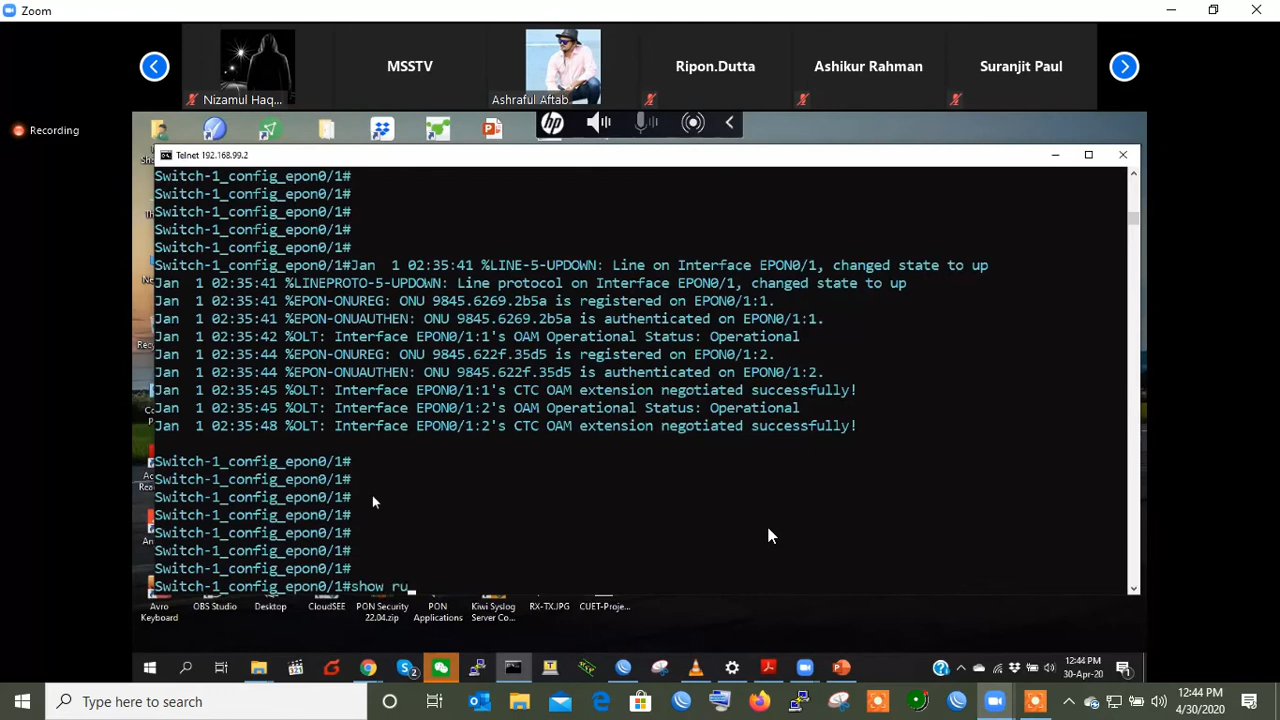 Zoom
Nizamul Haq...
MSSTV
Ashraful Aftab
Ripon.Dutta
Ashikur Rahman
Suranjit Paul
Recording
hp
Telnet 192.168.99.2
Switch-1_config_epon0/1#
Switch-1_config_epon0/1#
Switch-1_config_epon0/1#
Switch-1_config_epon0/1#
Switch-1_config_epon0/1#
Switch-1_config_epon0/1#Jan  1 02:35:41 %LINE-5-UPDOWN: Line on Interface EPON0/1, changed state to up
Jan  1 02:35:41 %LINEPROTO-5-UPDOWN: Line protocol on Interface EPON0/1, changed state to up
Jan  1 02:35:41 %EPON-ONUREG: ONU 9845.6269.2b5a is registered on EPON0/1:1.
Jan  1 02:35:41 %EPON-ONUAUTHEN: ONU 9845.6269.2b5a is authenticated on EPON0/1:1.
Jan  1 02:35:42 %OLT: Interface EPON0/1:1's OAM Operational Status: Operational
Jan  1 02:35:44 %EPON-ONUREG: ONU 9845.622f.35d5 is registered on EPON0/1:2.
Jan  1 02:35:44 %EPON-ONUAUTHEN: ONU 9845.622f.35d5 is authenticated on EPON0/1:2.
Jan  1 02:35:45 %OLT: Interface EPON0/1:1's CTC OAM extension negotiated successfully!
Jan  1 02:35:45 %OLT: Interface EPON0/1:2's OAM Operational Status: Operational
Jan  1 02:35:48 %OLT: Interface EPON0/1:2's CTC OAM extension negotiated successfully!
Switch-1_config_epon0/1#
Switch-1_config_epon0/1#
Switch-1_config_epon0/1#
Switch-1_config_epon0/1#
Switch-1_config_epon0/1#
Switch-1_config_epon0/1#
Switch-1_config_epon0/1#
Switch-1_config_epon0/1#show ru
Avro Keyboard
OBS Studio
Desktop
CloudSEE
PON Security 22.04.zip
PON Applications
Kiwi Syslog Server Co...
RX-TX.JPG
CUET-Proje...
12:44 PM
30-Apr-20
Type here to search
12:44 PM
4/30/2020